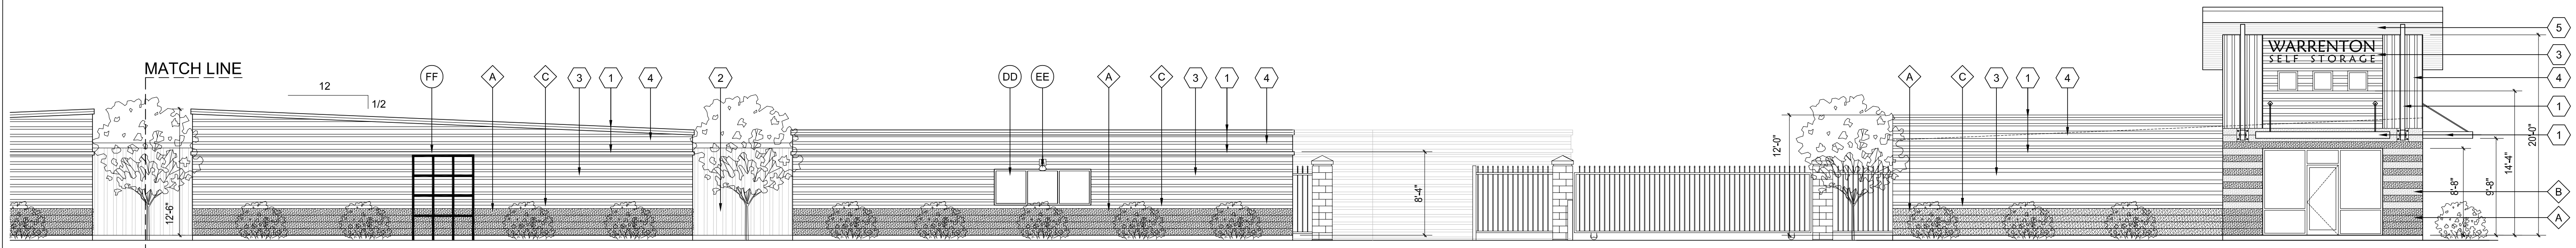 MATCH LINE
12
1/2
FF
A
C
3
1
4
2
DD
EE
A
C
3
1
4
A
C
3
1
4
WARRENTON
SELF STORAGE
5
3
4
1
1
B
A
12'-6"
8'-4"
12'-0"
8'-8"
9'-8"
14'-4"
20'-0"